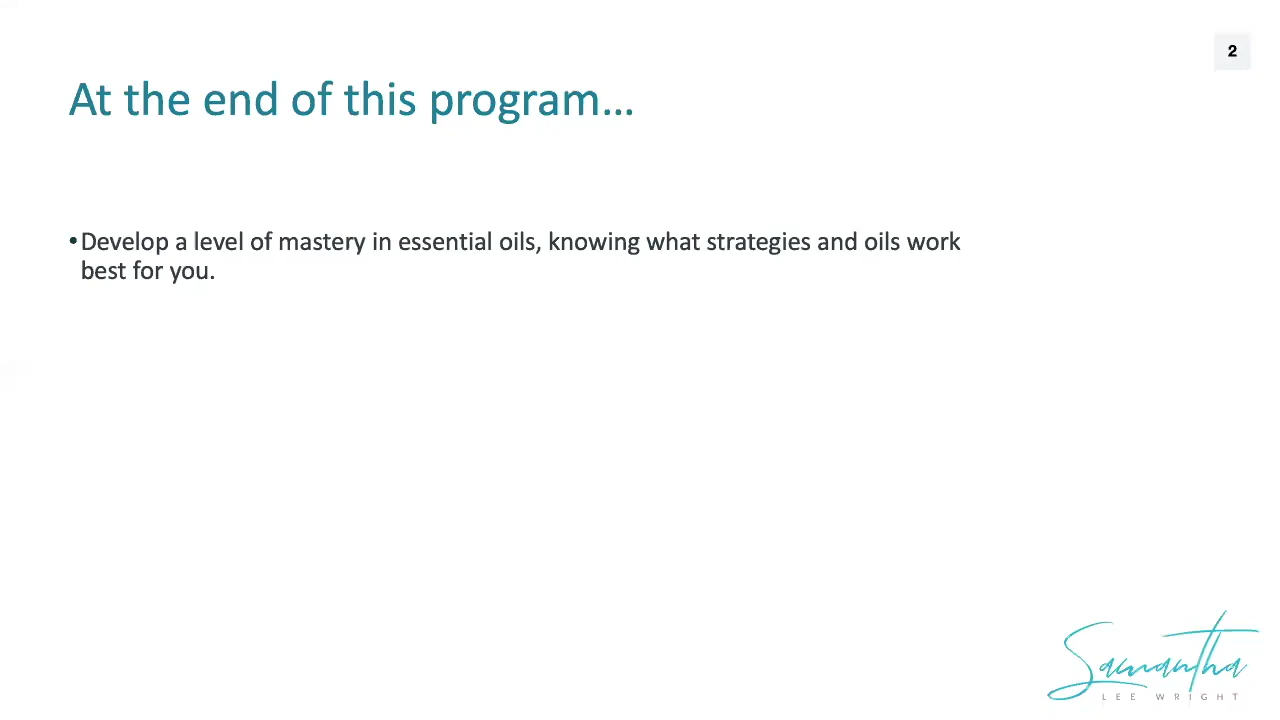 2
At the end of this program…
•Develop a level of mastery in essential oils, knowing what strategies and oils work
best for you.
Samantha
LEE WRIGHT